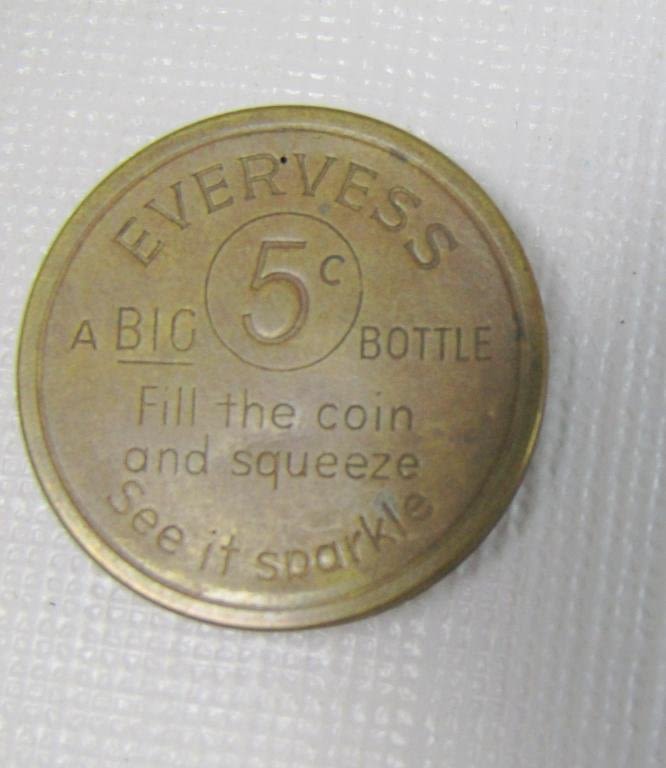 EVERVESS
5c
A BIG BOTTLE
Fill the coin
and squeeze
See it sparkle